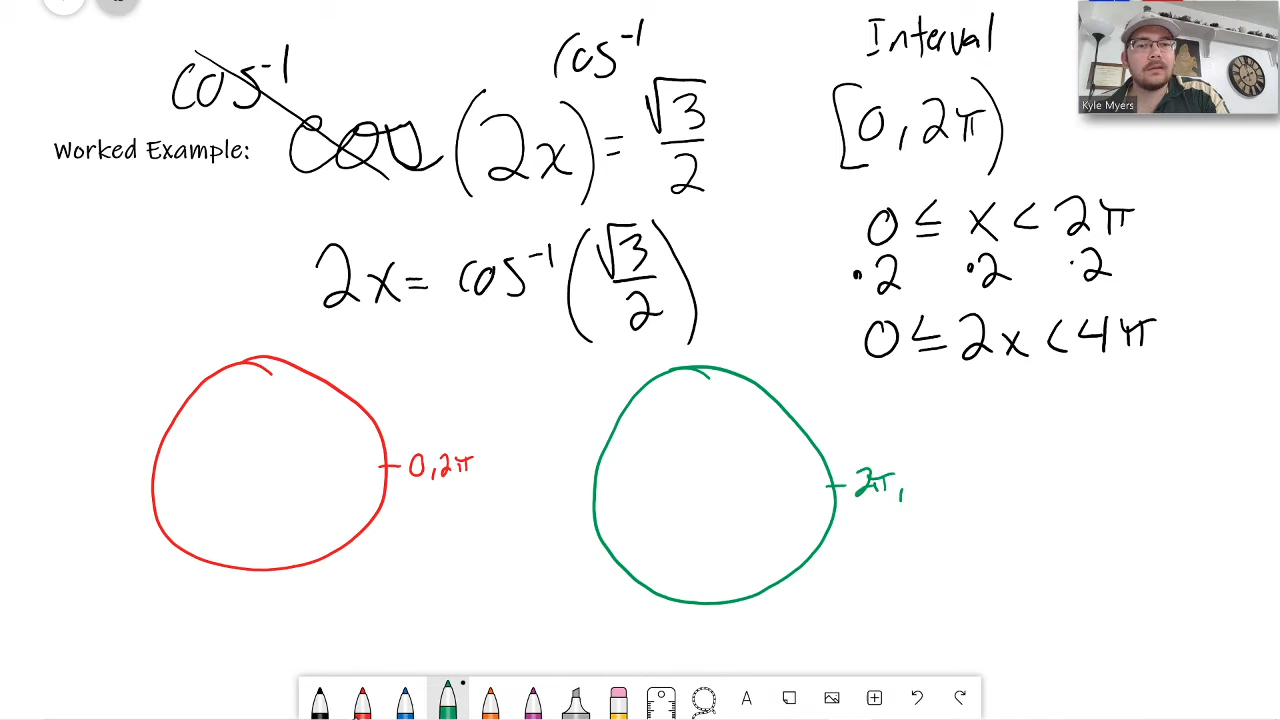 cos⁻¹ cos⁻¹
Worked Example: cos (2x) = √3/2
2x = cos⁻¹ (√3/2)
Interval
[0, 2π)
0 ≤ x < 2π
·2 ·2 ·2
0 ≤ 2x < 4π
0, 2π
2π,
Kyle Myers
A